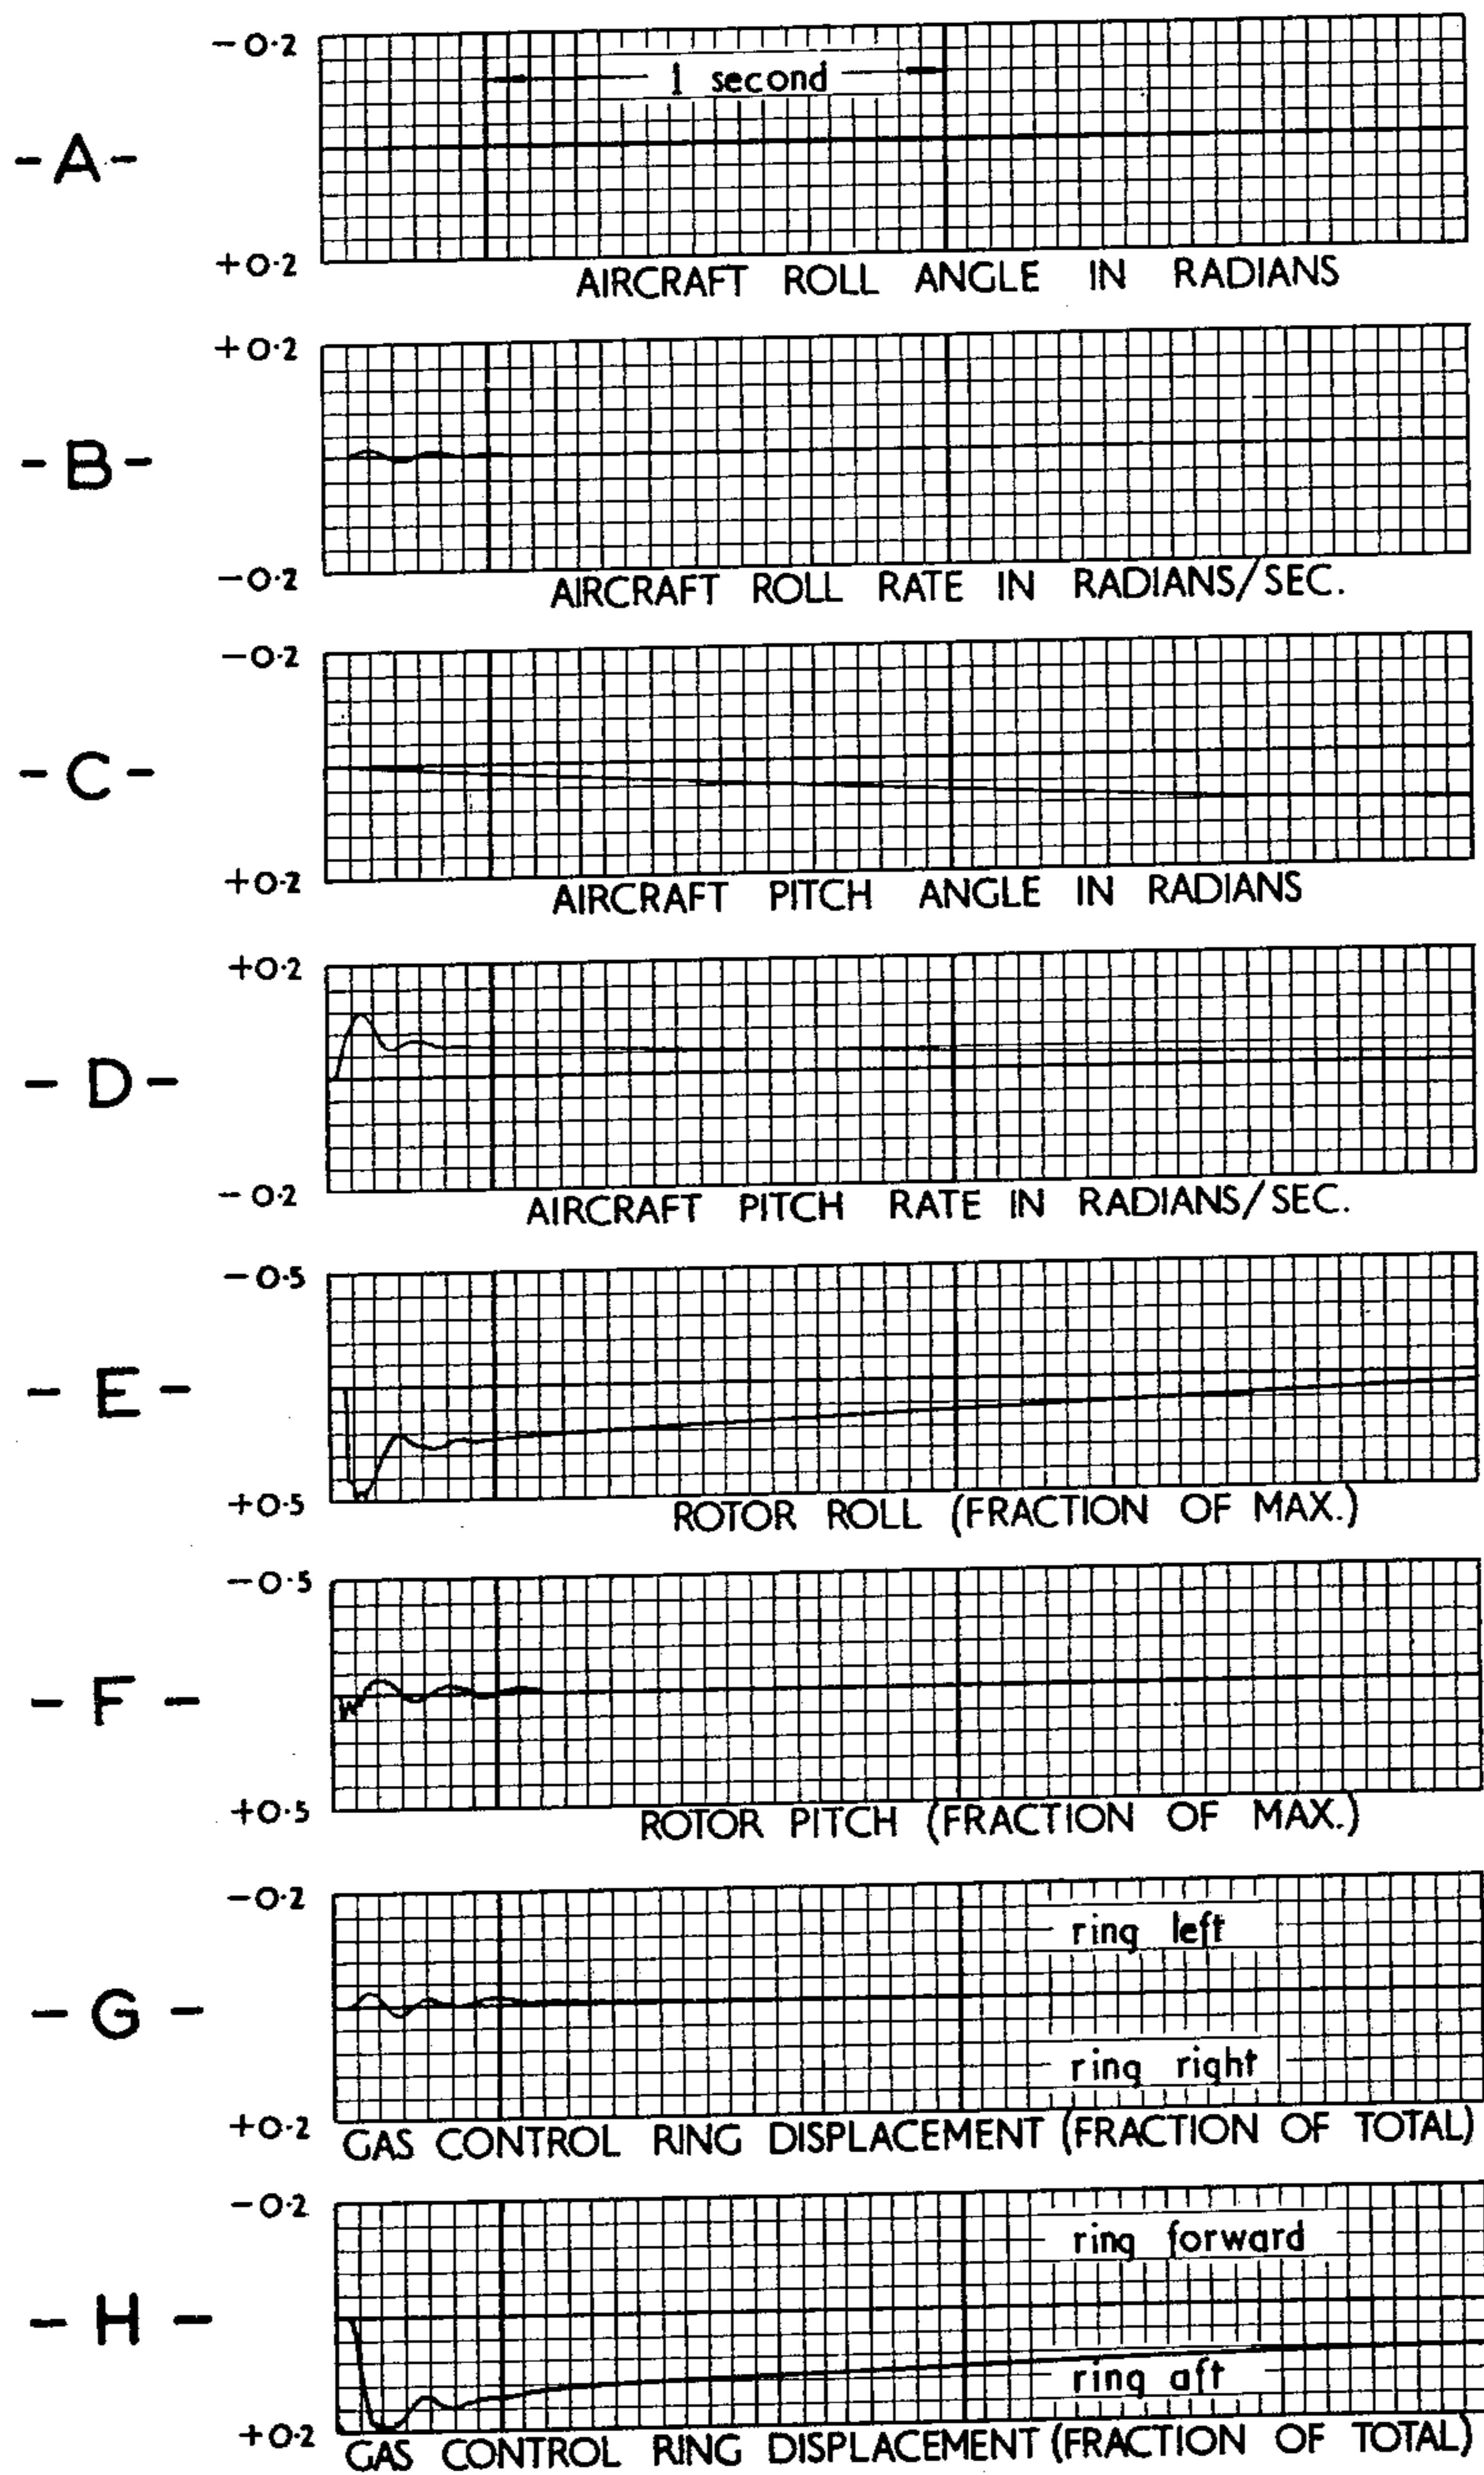 -0·2
1 second
-A-
+0·2
AIRCRAFT ROLL ANGLE IN RADIANS
+0·2
-B-
-0·2
AIRCRAFT ROLL RATE IN RADIANS/SEC.
-0·2
-C-
+0·2
AIRCRAFT PITCH ANGLE IN RADIANS
+0·2
-D-
-0·2
AIRCRAFT PITCH RATE IN RADIANS/SEC.
-0·5
-E-
+0·5
ROTOR ROLL (FRACTION OF MAX.)
-0·5
-F-
+0·5
ROTOR PITCH (FRACTION OF MAX.)
-0·2
ring left
-G-
ring right
+0·2
GAS CONTROL RING DISPLACEMENT (FRACTION OF TOTAL)
-0·2
ring forward
-H-
ring aft
+0·2
GAS CONTROL RING DISPLACEMENT (FRACTION OF TOTAL)